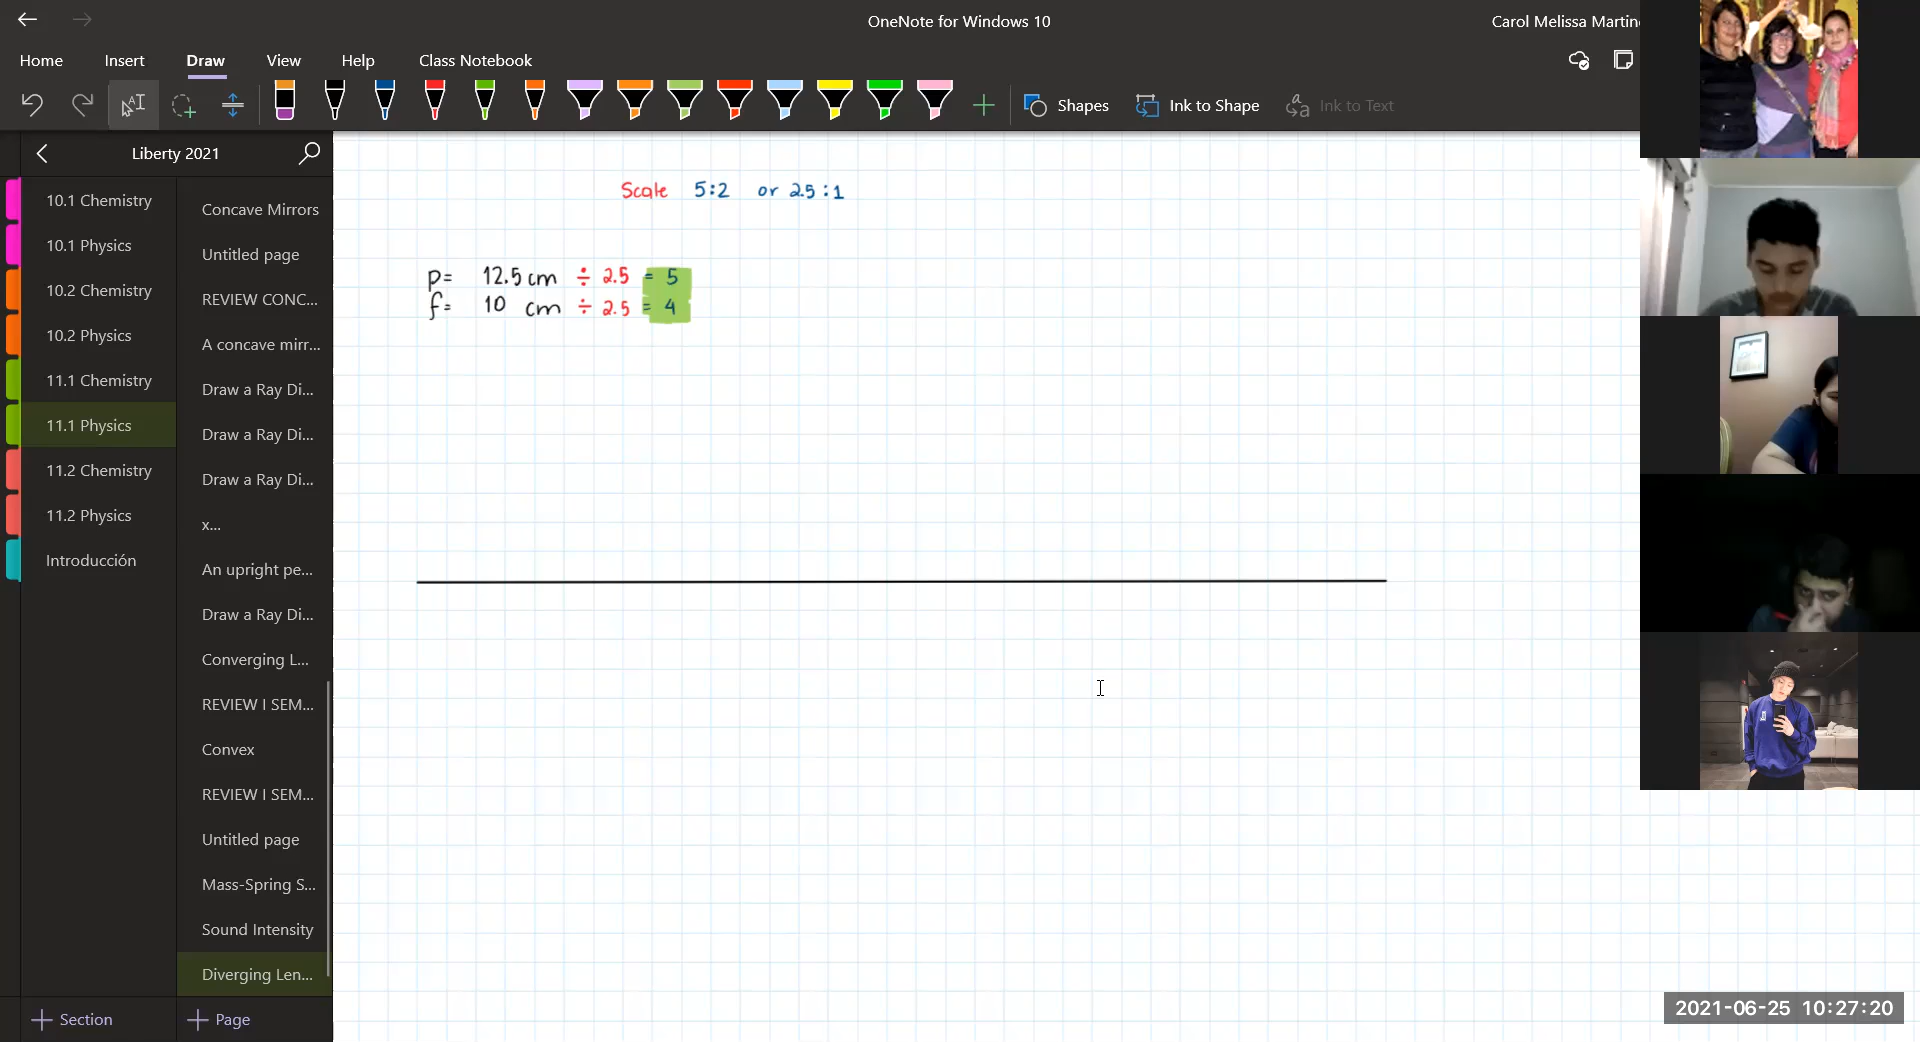 OneNote for Windows 10
Carol Melissa Martin
Home Insert Draw View Help Class Notebook
Shapes Ink to Shape Ink to Text
Liberty 2021
10.1 Chemistry
10.1 Physics
10.2 Chemistry
10.2 Physics
11.1 Chemistry
11.1 Physics
11.2 Chemistry
11.2 Physics
Introducción
Concave Mirrors
Untitled page
REVIEW CONC...
A concave mirr...
Draw a Ray Di...
Draw a Ray Di...
Draw a Ray Di...
x...
An upright pe...
Draw a Ray Di...
Converging L...
REVIEW I SEM...
Convex
REVIEW I SEM...
Untitled page
Mass-Spring S...
Sound Intensity
Diverging Len...
+ Section
+ Page
Scale 5:2 or 2.5:1
p= 12.5 cm ÷ 2.5 = 5
f= 10 cm ÷ 2.5 = 4
2021-06-25 10:27:20